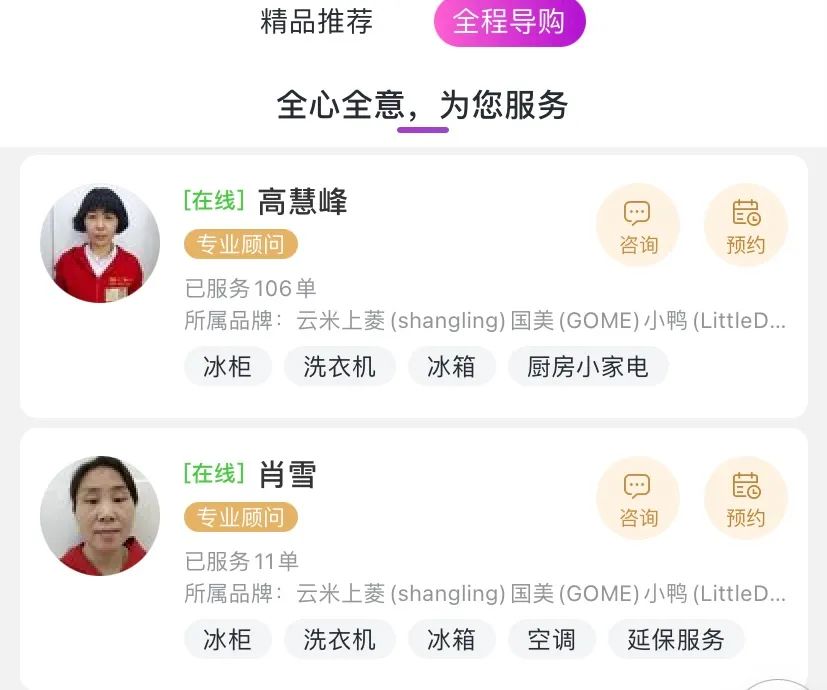 精品推荐 全程导购
全心全意，为您服务
[在线] 高慧峰
专业顾问
咨询 预约
已服务106单
所属品牌：云米上菱(shangling)国美(GOME)小鸭(LittleD...
冰柜 洗衣机 冰箱 厨房小家电
[在线] 肖雪
专业顾问
咨询 预约
已服务11单
所属品牌：云米上菱(shangling)国美(GOME)小鸭(LittleD...
冰柜 洗衣机 冰箱 空调 延保服务